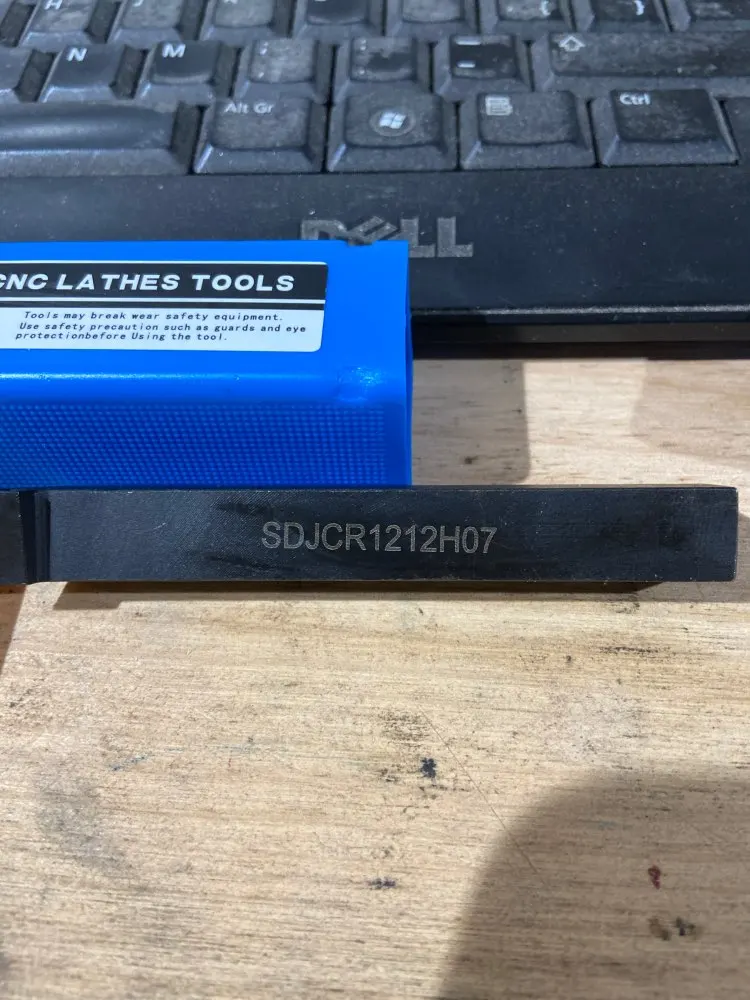 N
M
Alt Gr
Ctrl
DELL
CNC LATHES TOOLS
Tools may break wear safety equipment.
Use safety precaution such as guards and eye
protectionbefore Using the tool.
SDJCR1212H07